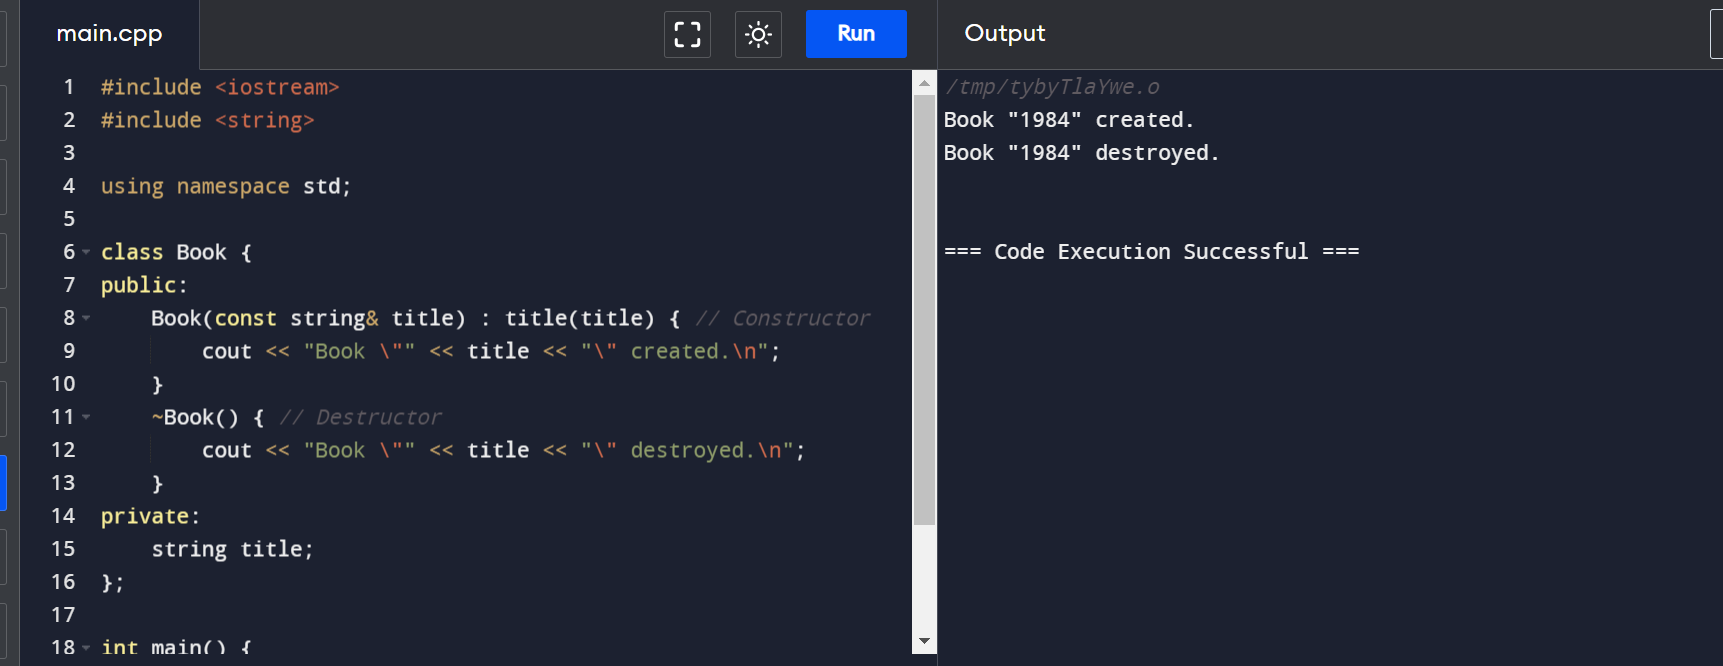 main.cpp
Run
Output
1 #include <iostream>
2 #include <string>
3
4 using namespace std;
5
6 class Book {
7 public:
8     Book(const string& title) : title(title) { // Constructor
9         cout << "Book \"" << title << "\" created.\n";
10     }
11     ~Book() { // Destructor
12         cout << "Book \"" << title << "\" destroyed.\n";
13     }
14 private:
15     string title;
16 };
17
18 int main() {
/tmp/tybyTlaYwe.o
Book "1984" created.
Book "1984" destroyed.
=== Code Execution Successful ===